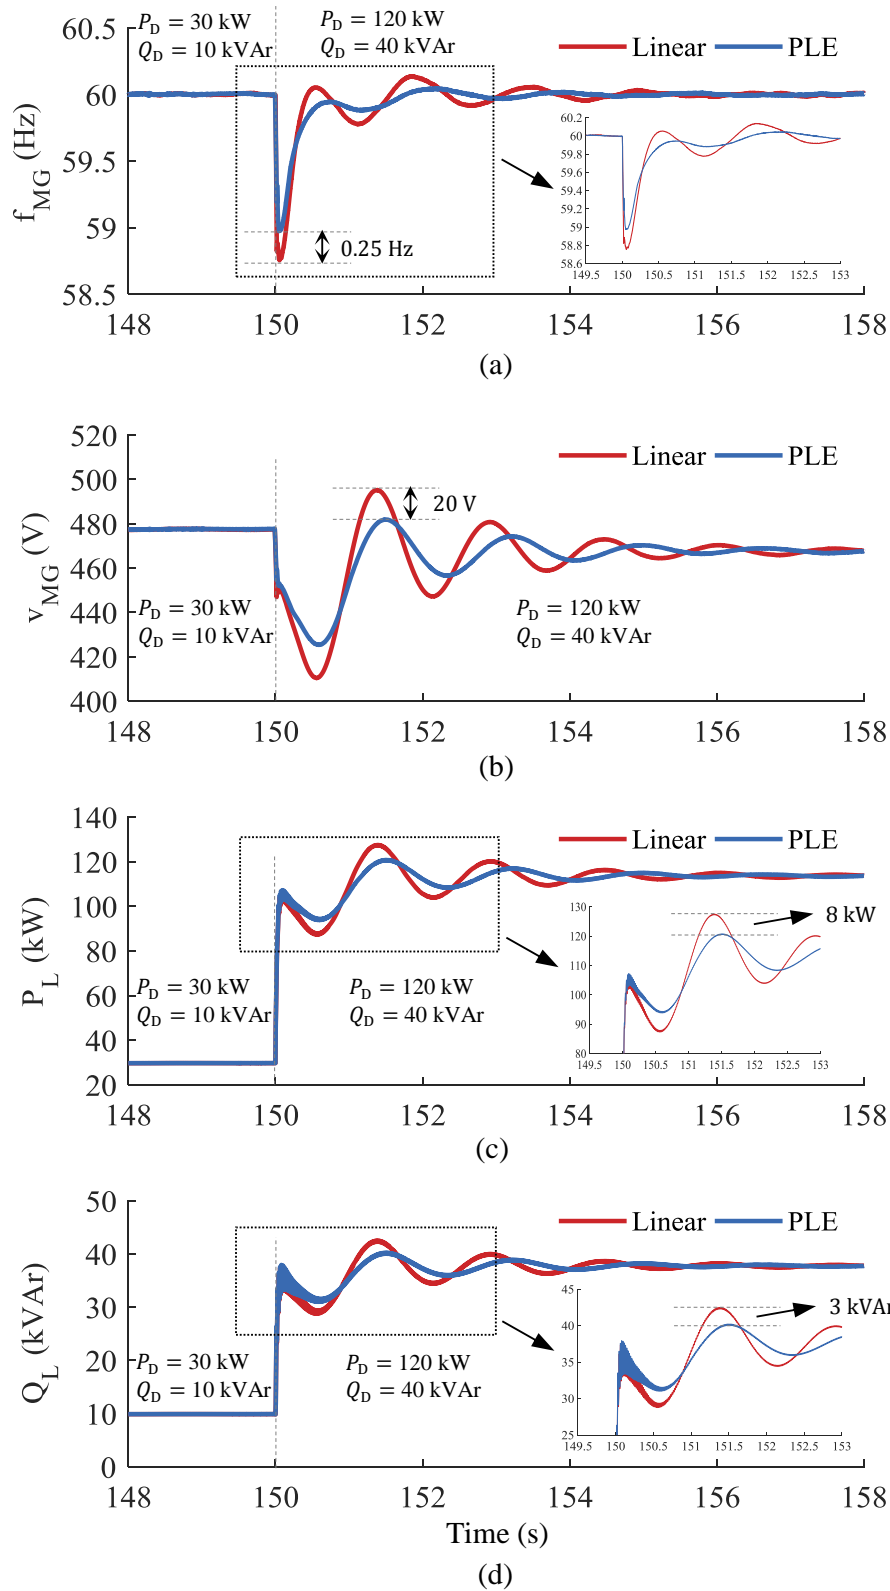 P_D = 30 kW P_D = 120 kW
Q_D = 10 kVAr Q_D = 40 kVAr
Linear PLE
60.5
60
59.5
59
58.5
f_MG (Hz)
0.25 Hz
60.2
60
59.8
59.6
59.4
59.2
59
58.8
58.6
149.5 150 150.5 151 151.5 152 152.5 153
148 150 152 154 156 158
(a)
520
500
480
460
440
420
400
v_MG (V)
Linear PLE
20 V
P_D = 30 kW P_D = 120 kW
Q_D = 10 kVAr Q_D = 40 kVAr
148 150 152 154 156 158
(b)
140
120
100
80
60
40
20
P_L (kW)
Linear PLE
8 kW
130
120
110
100
90
80
149.5 150 150.5 151 151.5 152 152.5 153
P_D = 30 kW P_D = 120 kW
Q_D = 10 kVAr Q_D = 40 kVAr
148 150 152 154 156 158
(c)
50
40
30
20
10
0
Q_L (kVAr)
Linear PLE
3 kVAr
45
40
35
30
25
149.5 150 150.5 151 151.5 152 152.5 153
P_D = 30 kW P_D = 120 kW
Q_D = 10 kVAr Q_D = 40 kVAr
148 150 152 154 156 158
Time (s)
(d)